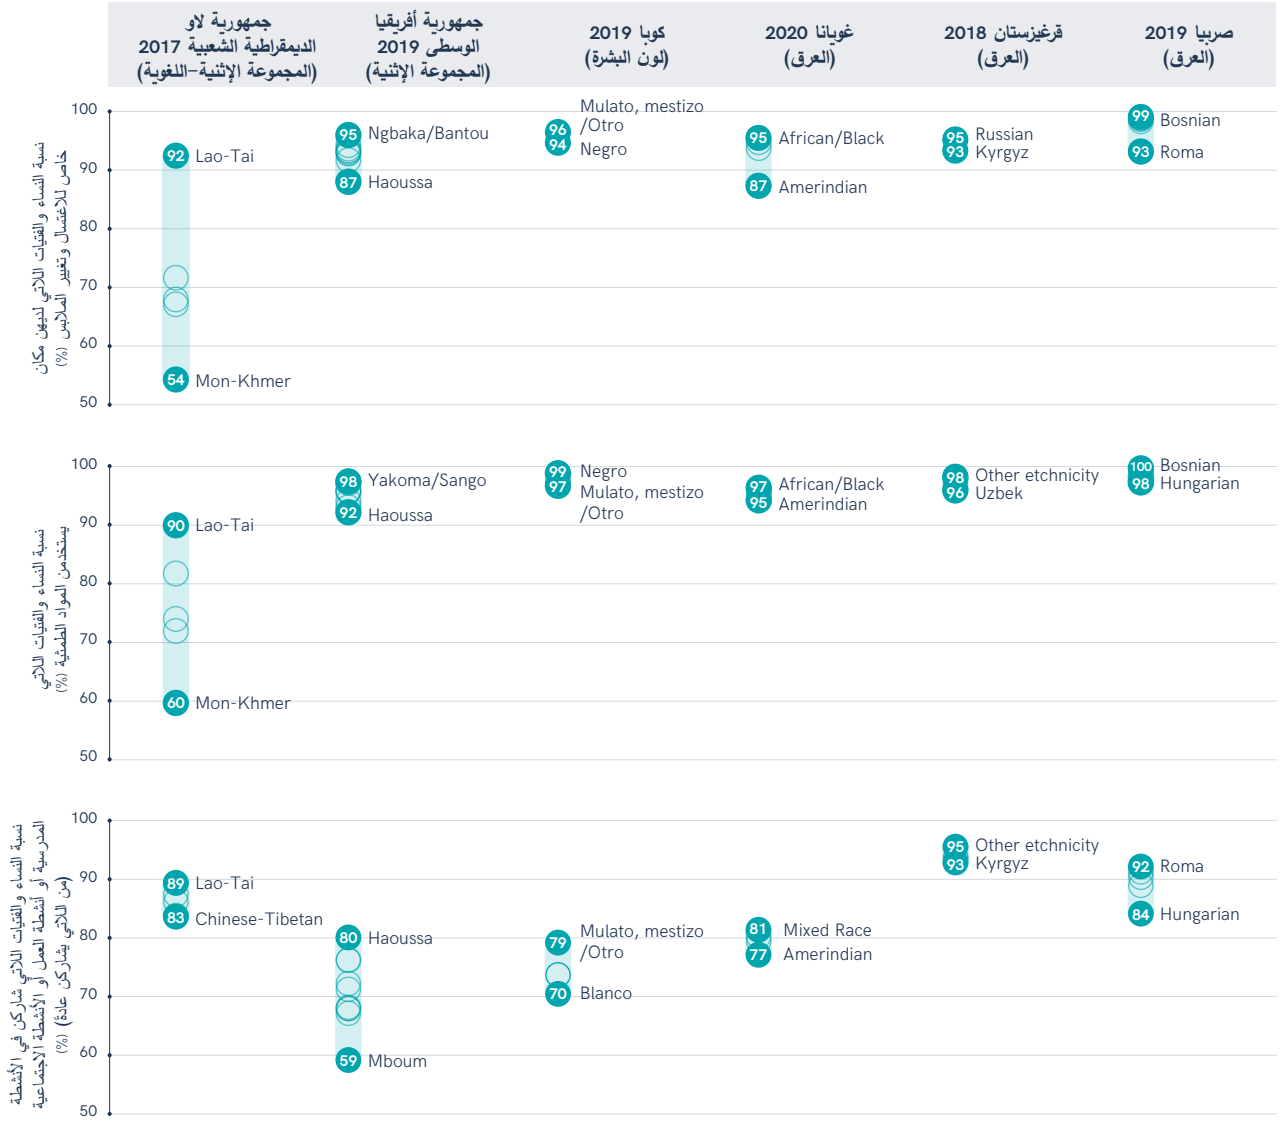 جمهورية لاو
الديمقراطية الشعبية 2017
(المجموعة الإثنية-اللغوية)
جمهورية أفريقيا
الوسطى 2019
(المجموعة الإثنية)
كوبا 2019
(لون البشرة)
غويانا 2020
(العرق)
قرغيزستان 2018
(العرق)
صربيا 2019
(العرق)
نسبة النساء والفتيات اللاتي لديهن مكان
خاص للاغتسال وتغيير الملابس (%)
100
90
80
70
60
50
92 Lao-Tai
54 Mon-Khmer
95 Ngbaka/Bantou
87 Haoussa
Mulato, mestizo
96 /Otro
94 Negro
95 African/Black
87 Amerindian
95 Russian
93 Kyrgyz
99 Bosnian
93 Roma
نسبة النساء والفتيات اللاتي
يستخدمن المواد الطمثية (%)
100
90
80
70
60
50
90 Lao-Tai
60 Mon-Khmer
98 Yakoma/Sango
92 Haoussa
99 Negro
97 Mulato, mestizo
/Otro
97 African/Black
95 Amerindian
98 Other etchnicity
96 Uzbek
100 Bosnian
98 Hungarian
نسبة النساء والفتيات اللاتي شاركن في الأنشطة
المدرسية أو أنشطة العمل أو الأنشطة الاجتماعية
(من اللاتي يشاركن عادةً) (%)
100
90
80
70
60
50
89 Lao-Tai
83 Chinese-Tibetan
80 Haoussa
59 Mboum
79 Mulato, mestizo
/Otro
70 Blanco
81 Mixed Race
77 Amerindian
95 Other etchnicity
93 Kyrgyz
92 Roma
84 Hungarian